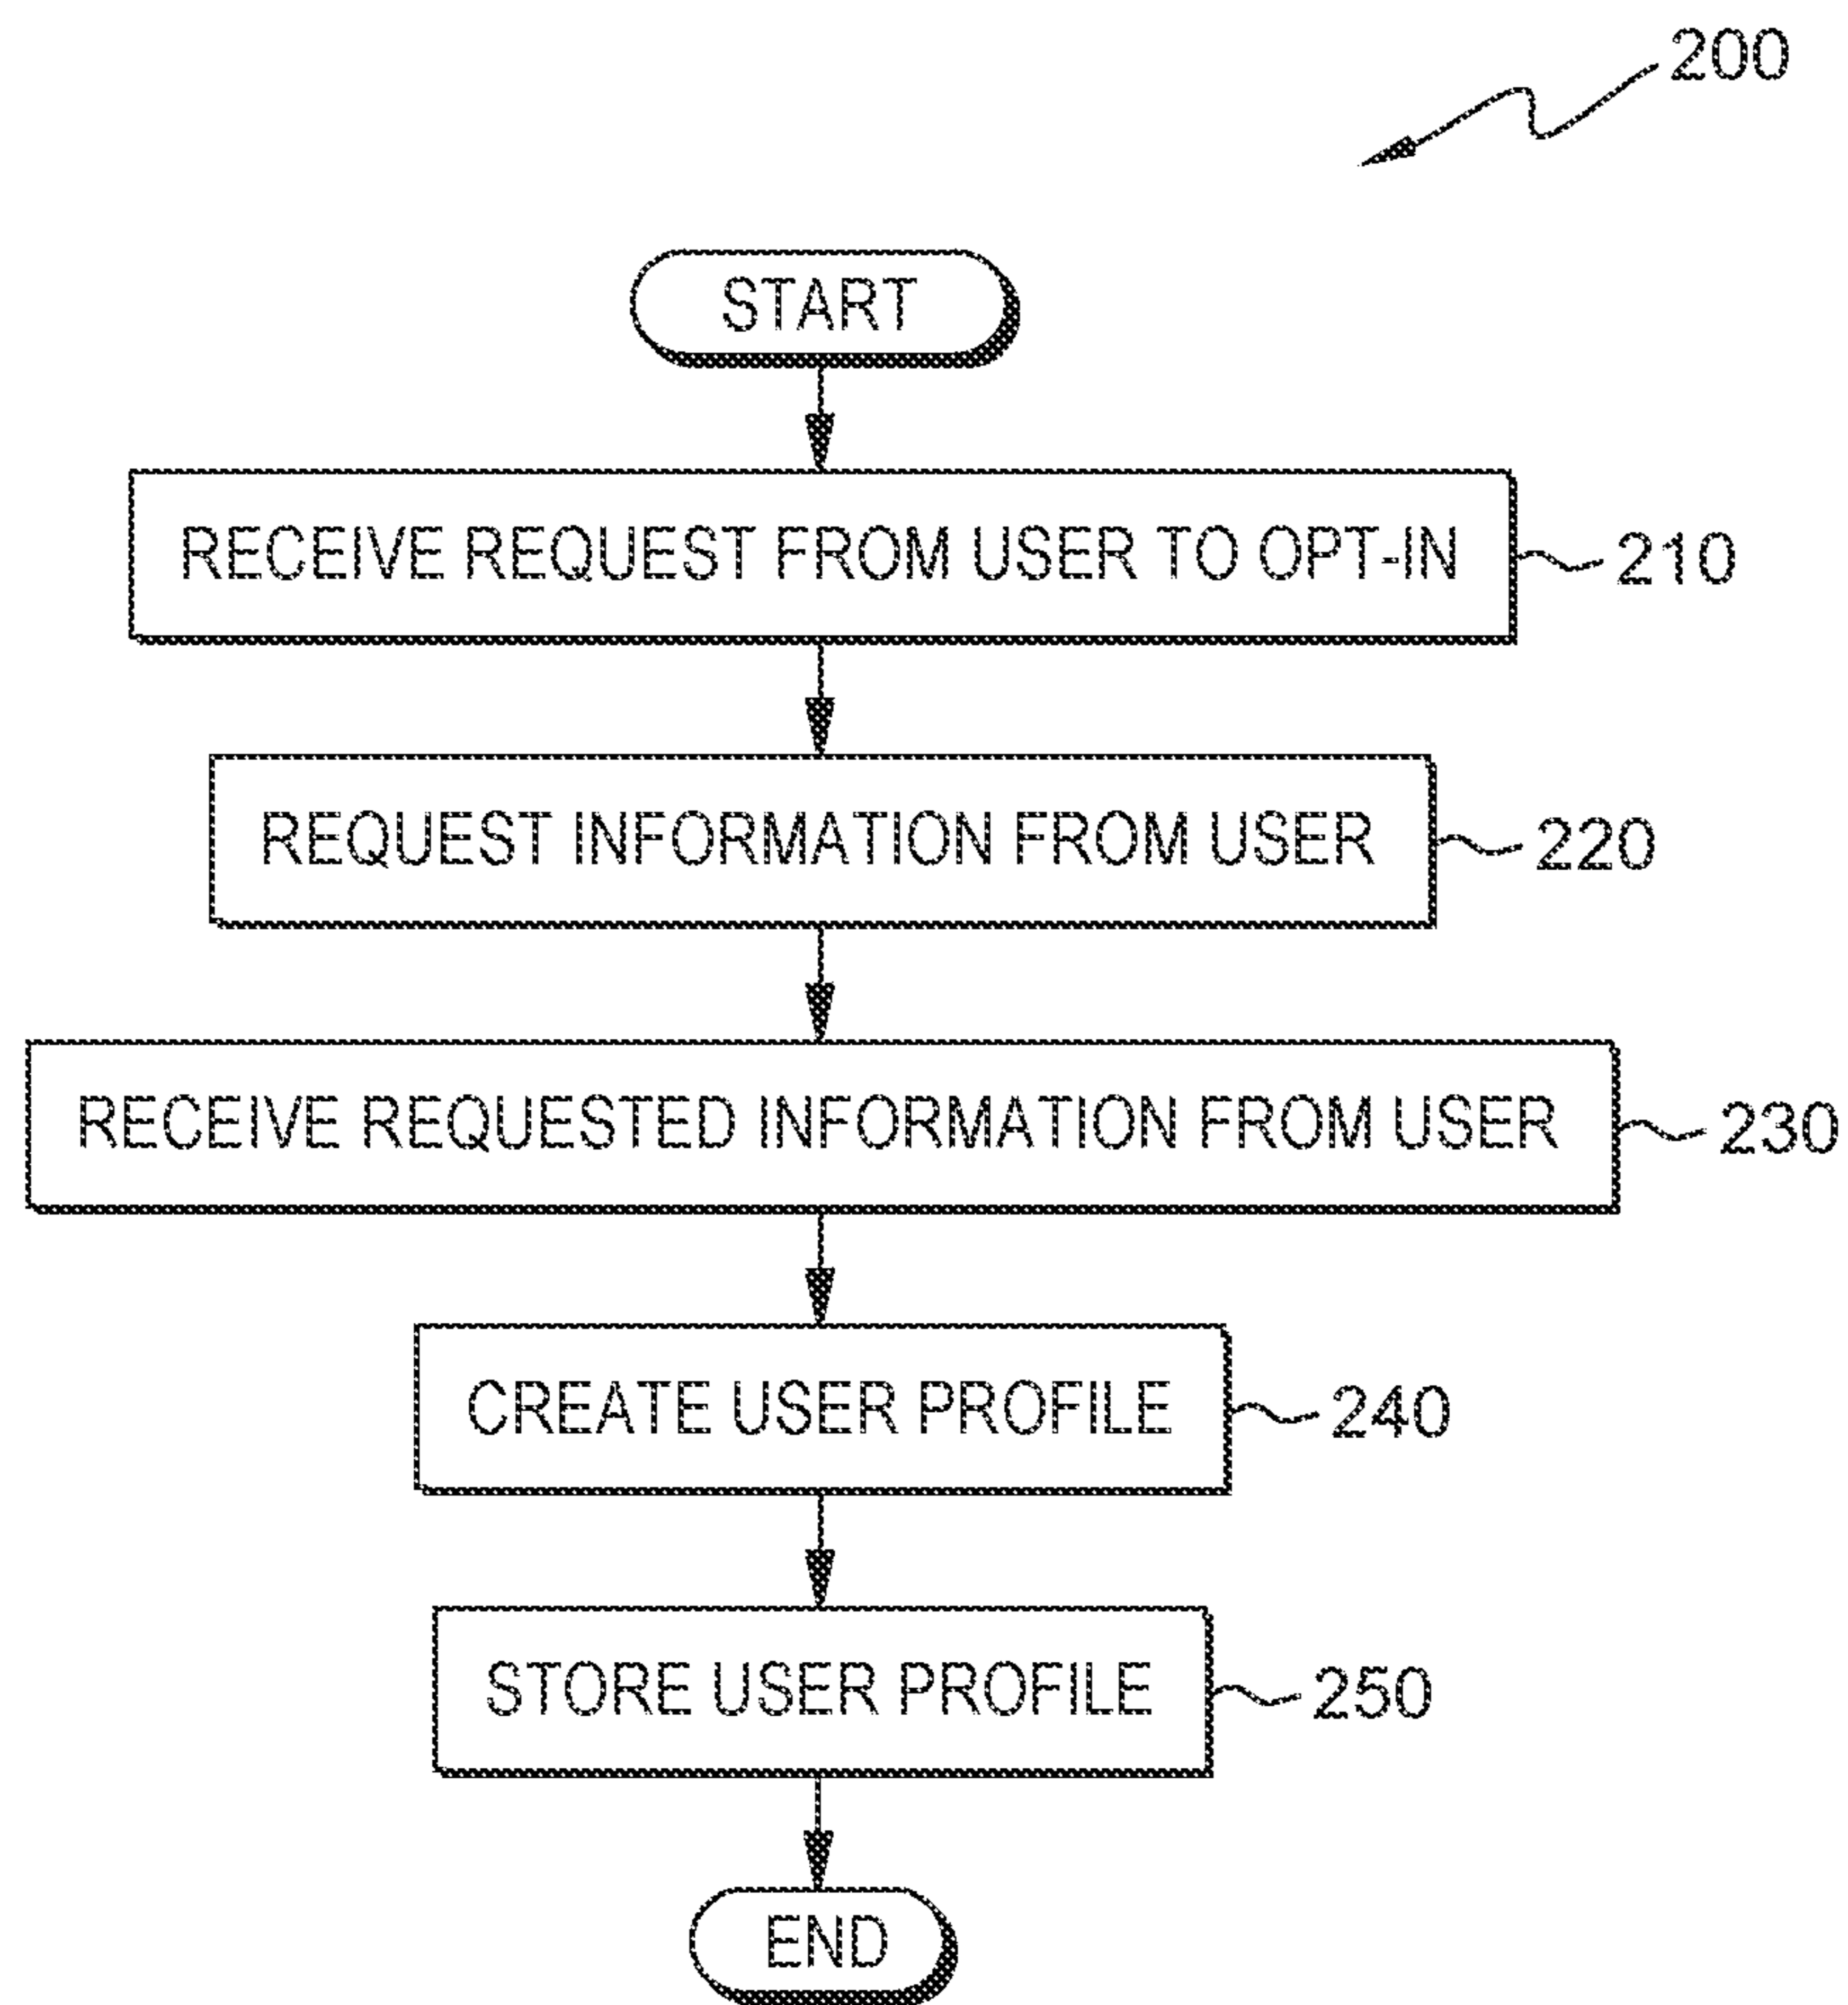 200
START
RECEIVE REQUEST FROM USER TO OPT-IN 210
REQUEST INFORMATION FROM USER 220
RECEIVE REQUESTED INFORMATION FROM USER 230
CREATE USER PROFILE 240
STORE USER PROFILE 250
END